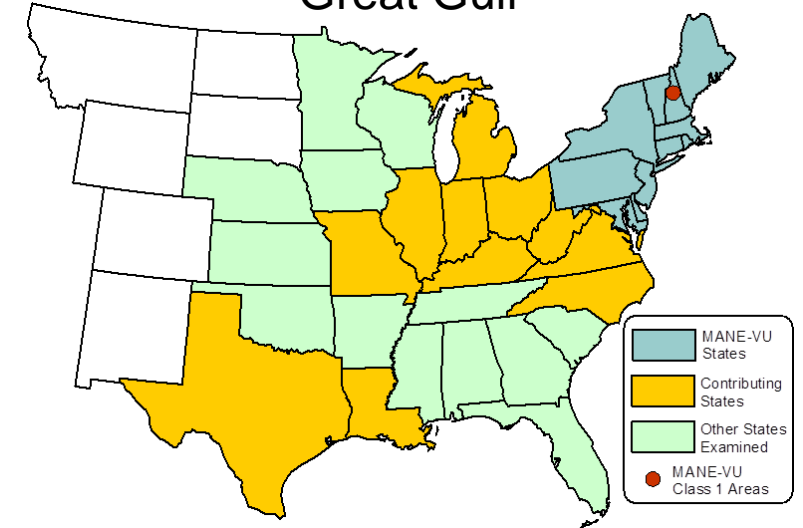 Great Gulf
MANE-VU
States
Contributing
States
Other States
Examined
MANE-VU
Class 1 Areas